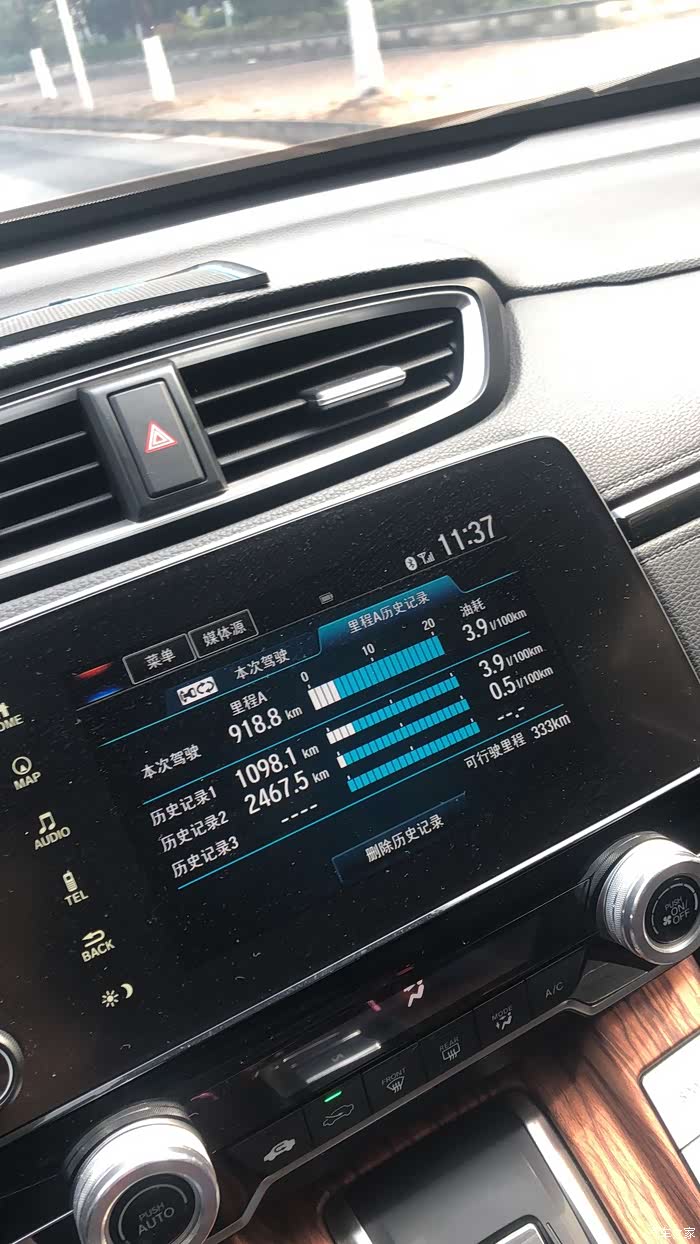 11:37
菜单
媒体源
本次驾驶
里程A历史记录
里程A
0 10 20
油耗
本次驾驶 918.8 km 3.9 l/100km
历史记录1 1098.1 km 3.9 l/100km
历史记录2 2467.5 km 0.5 l/100km
历史记录3 ---- --.-
可行驶里程 333km
删除历史记录
MAP
AUDIO
TEL
BACK
PUSH
ON/
OFF
A/C
MODE
REAR
FRONT
PUSH
AUTO